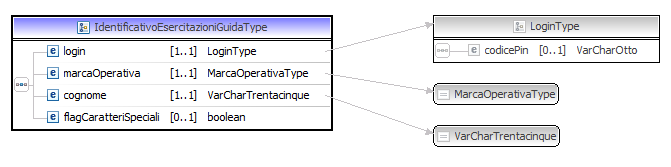 IdentificativoEsercitazioniGuidaType
e login [1..1] LoginType
e marcaOperativa [1..1] MarcaOperativaType
e cognome [1..1] VarCharTrentacinque
e flagCaratteriSpeciali [0..1] boolean
LoginType
e codicePin [0..1] VarCharOtto
MarcaOperativaType
VarCharTrentacinque